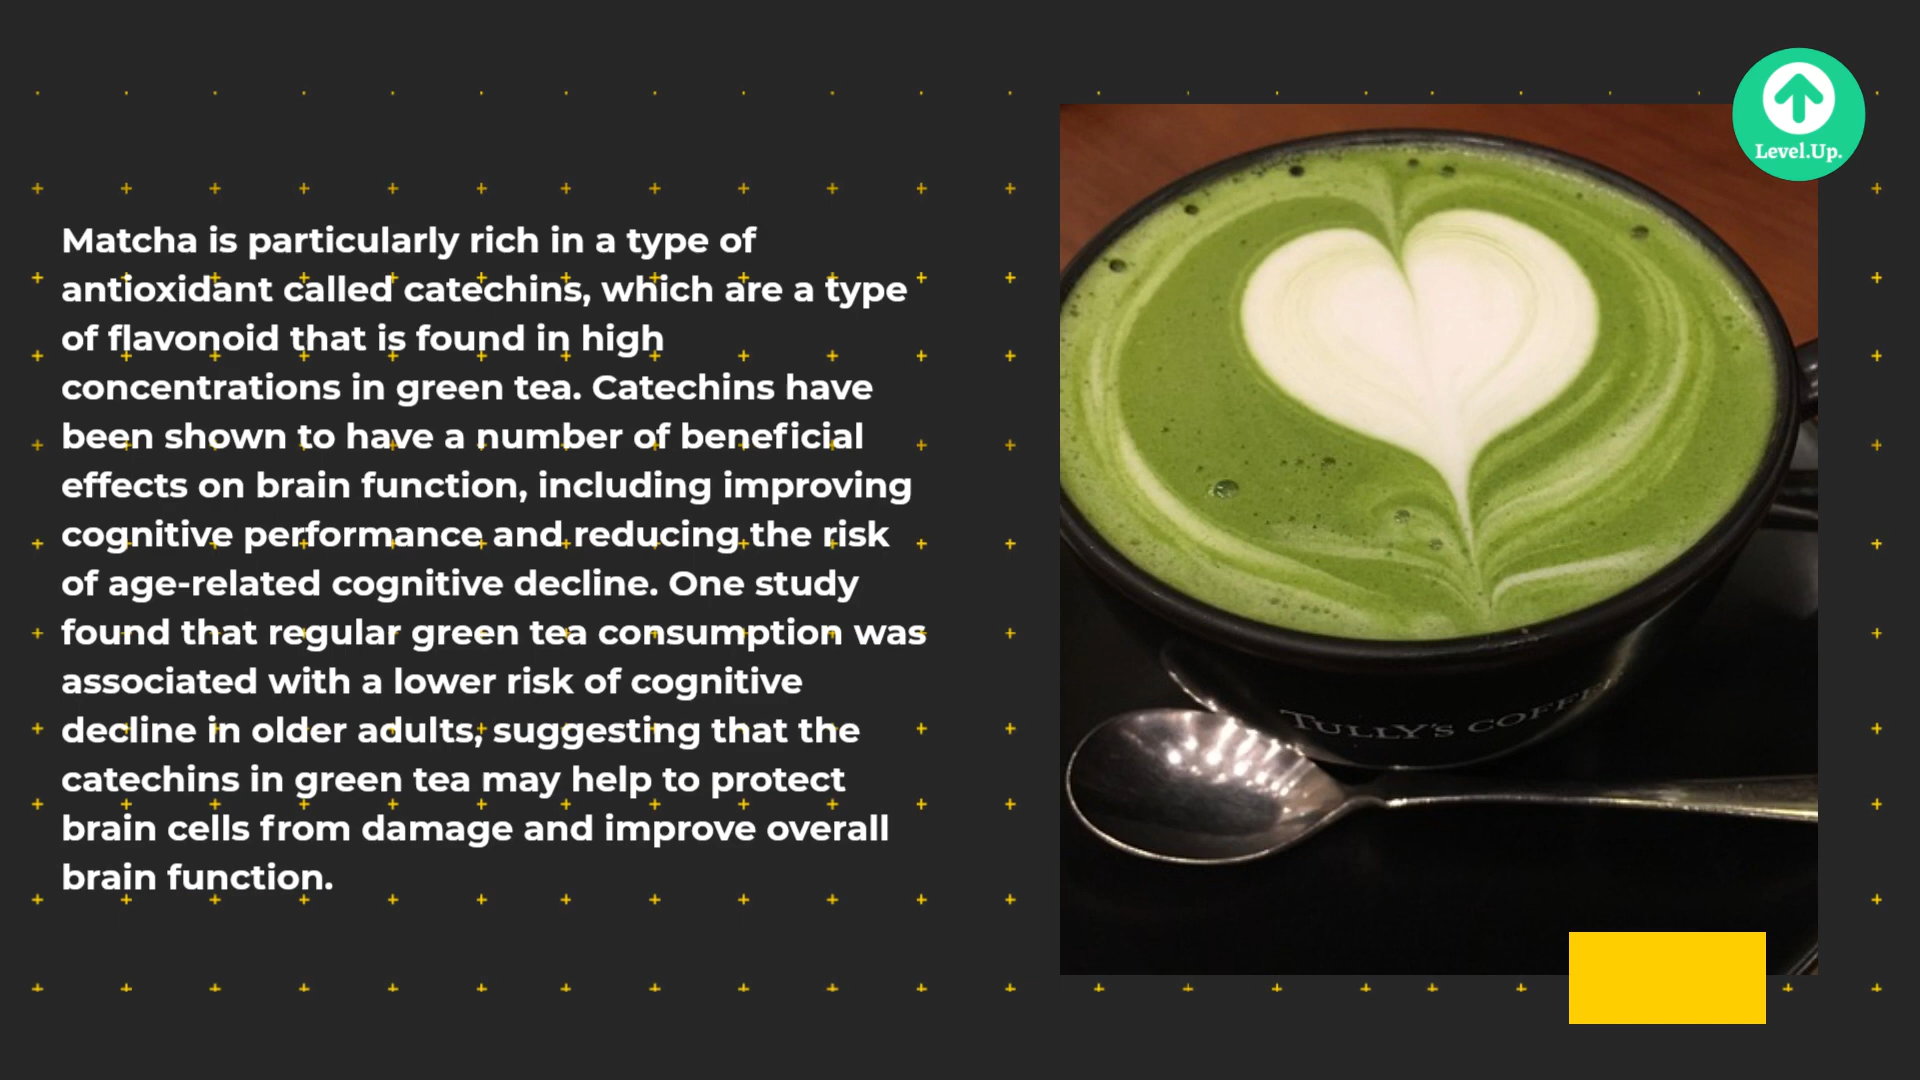 Matcha is particularly rich in a type of
antioxidant called catechins, which are a type
of flavonoid that is found in high
concentrations in green tea. Catechins have
been shown to have a number of beneficial
effects on brain function, including improving
cognitive performance and reducing the risk
of age-related cognitive decline. One study
found that regular green tea consumption was
associated with a lower risk of cognitive
decline in older adults, suggesting that the
catechins in green tea may help to protect
brain cells from damage and improve overall
brain function.
Level.Up.
TULLY'S COFFEE